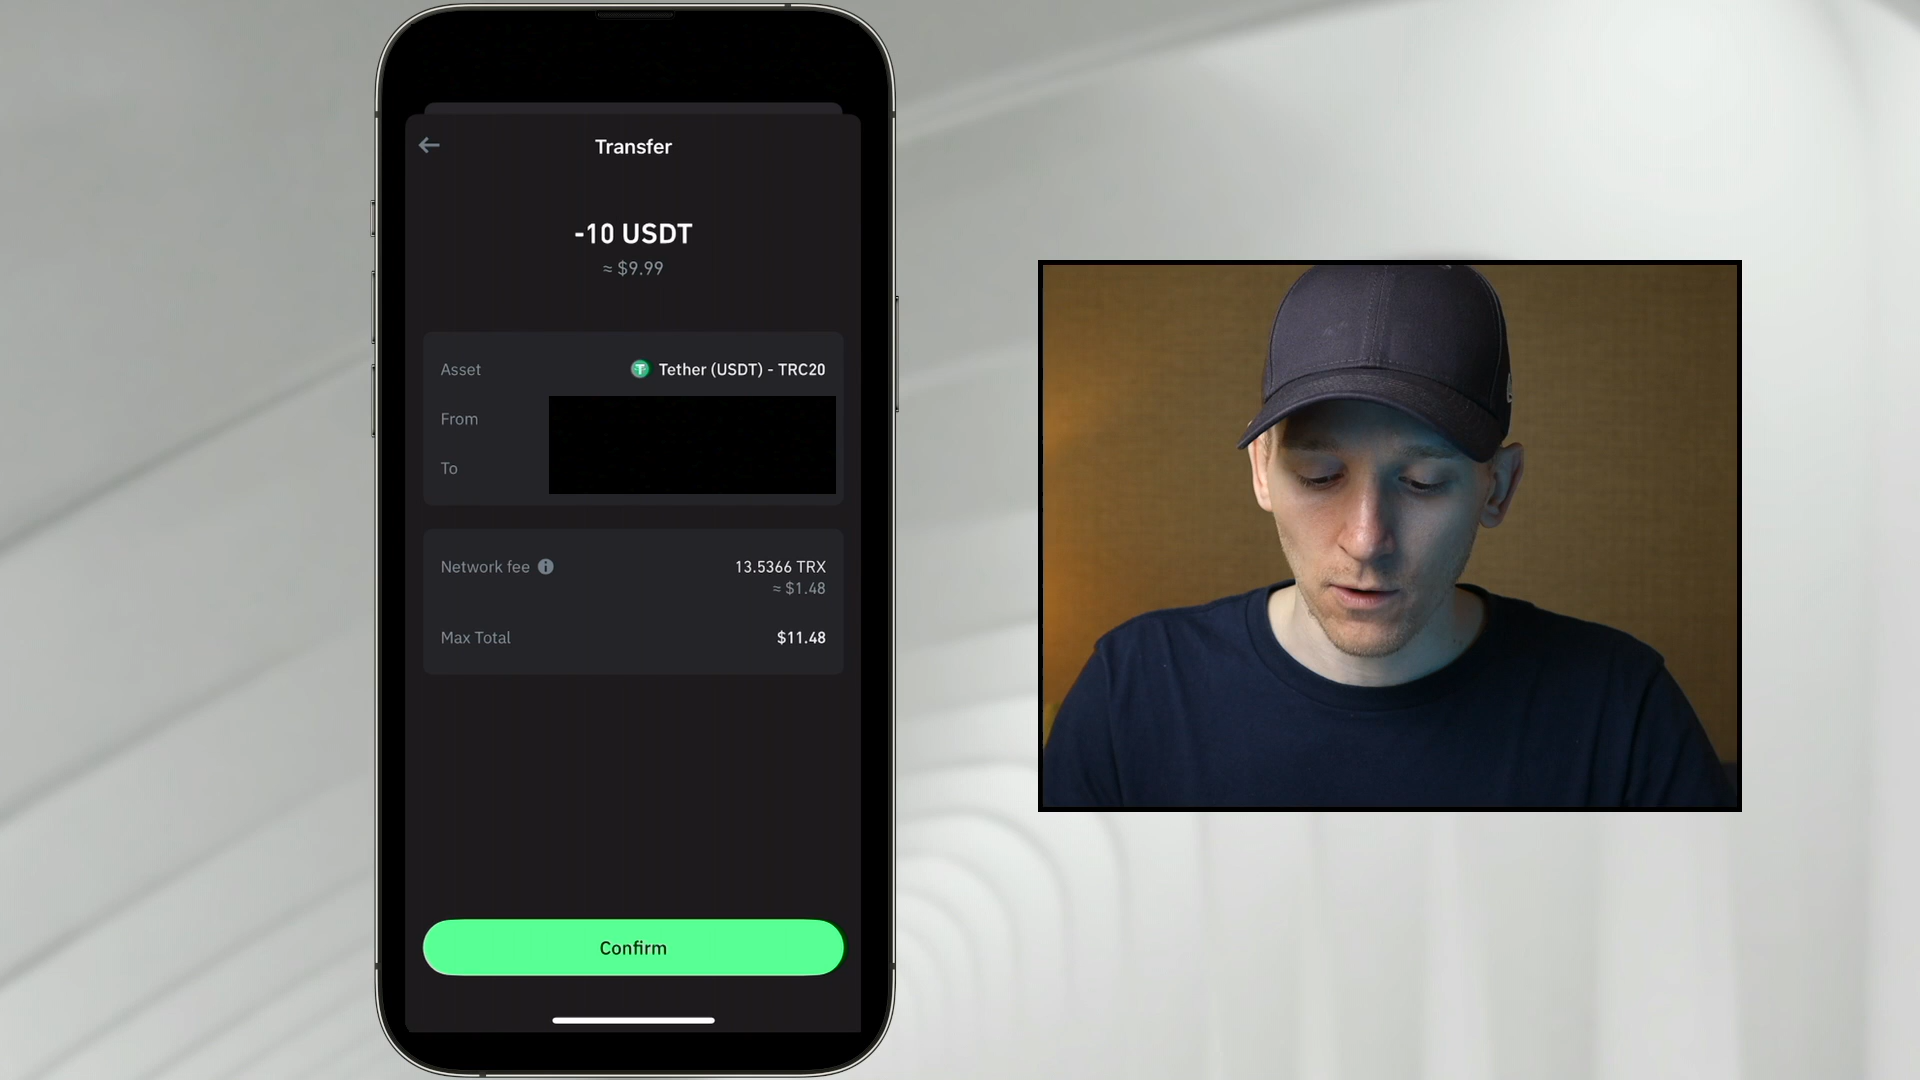 Transfer
-10 USDT
≈ $9.99
Asset Tether (USDT) - TRC20
From
To
Network fee 13.5366 TRX
≈ $1.48
Max Total $11.48
Confirm